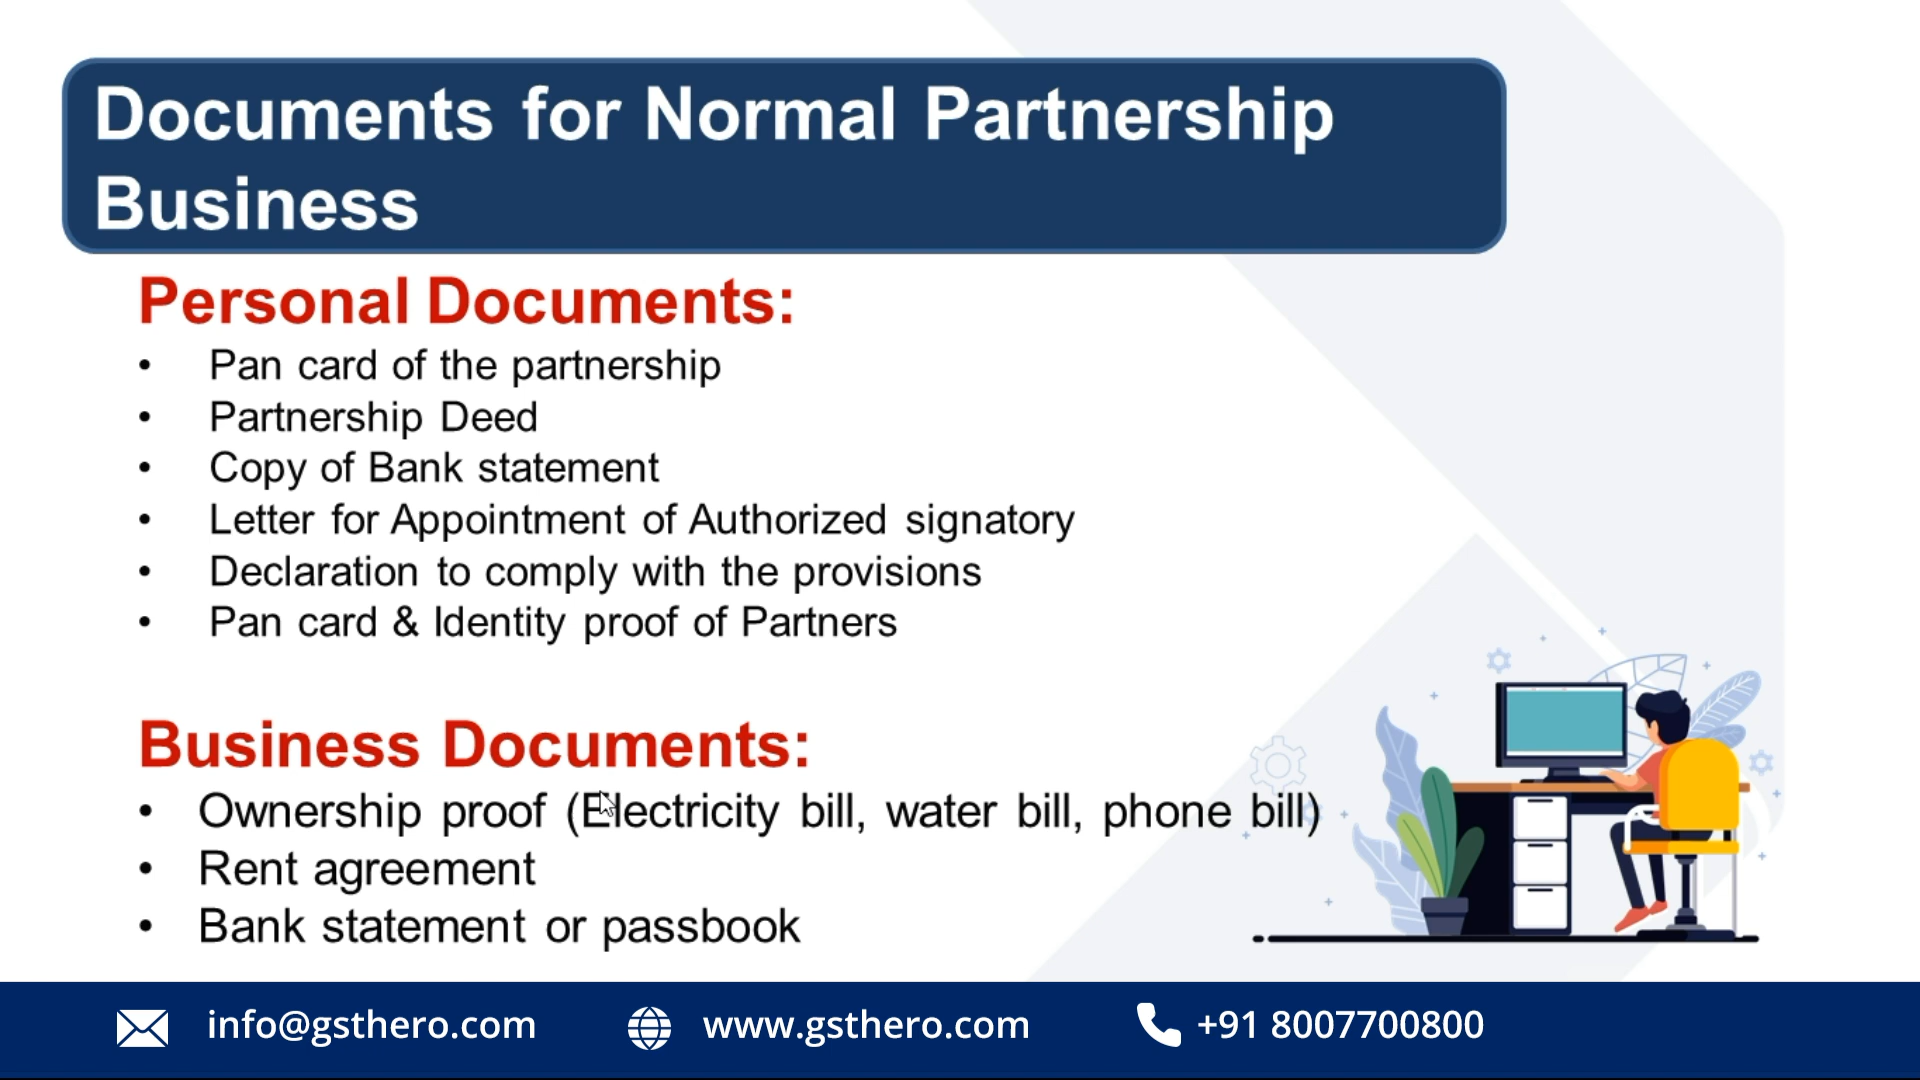 Documents for Normal Partnership
Business
Personal Documents:
• Pan card of the partnership
• Partnership Deed
• Copy of Bank statement
• Letter for Appointment of Authorized signatory
• Declaration to comply with the provisions
• Pan card & Identity proof of Partners
Business Documents:
• Ownership proof (Electricity bill, water bill, phone bill)
• Rent agreement
• Bank statement or passbook
info@gsthero.com www.gsthero.com +91 8007700800